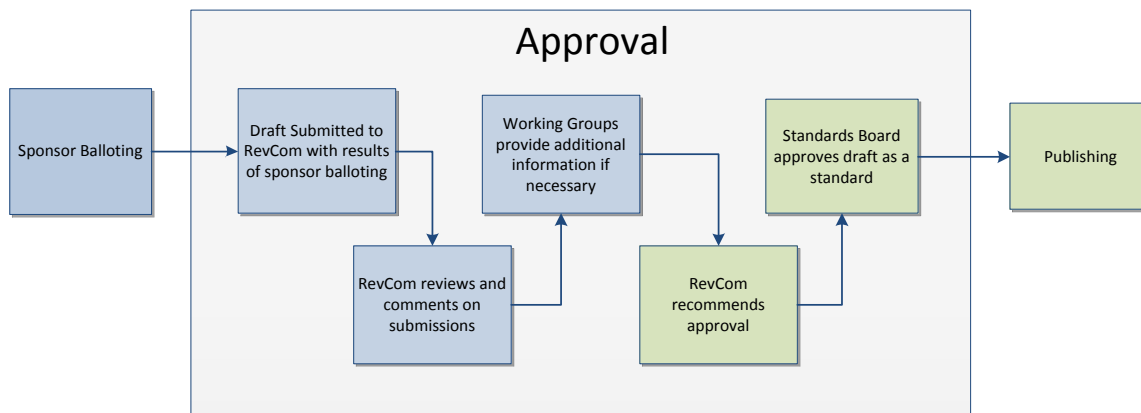 Approval
Sponsor Balloting
Draft Submitted to
RevCom with results
of sponsor balloting
RevCom reviews and
comments on
submissions
Working Groups
provide additional
information if
necessary
RevCom
recommends
approval
Standards Board
approves draft as a
standard
Publishing